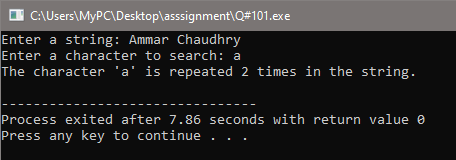 C:\Users\MyPC\Desktop\asssignment\Q#101.exe
Enter a string: Ammar Chaudhry
Enter a character to search: a
The character 'a' is repeated 2 times in the string.
--------------------------------
Process exited after 7.86 seconds with return value 0
Press any key to continue . . .